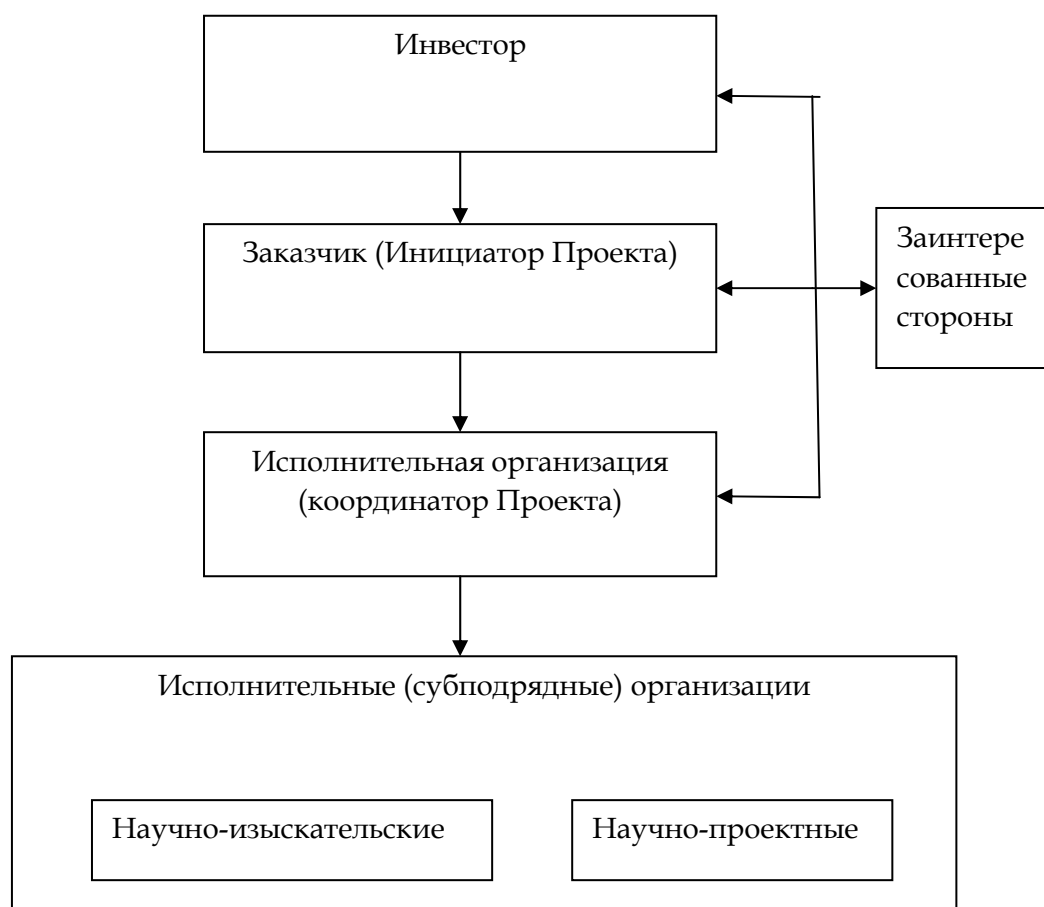 Инвестор
Заказчик (Инициатор Проекта)
Заинтере
сованные
стороны
Исполнительная организация
(координатор Проекта)
Исполнительные (субподрядные) организации
Научно-изыскательские
Научно-проектные